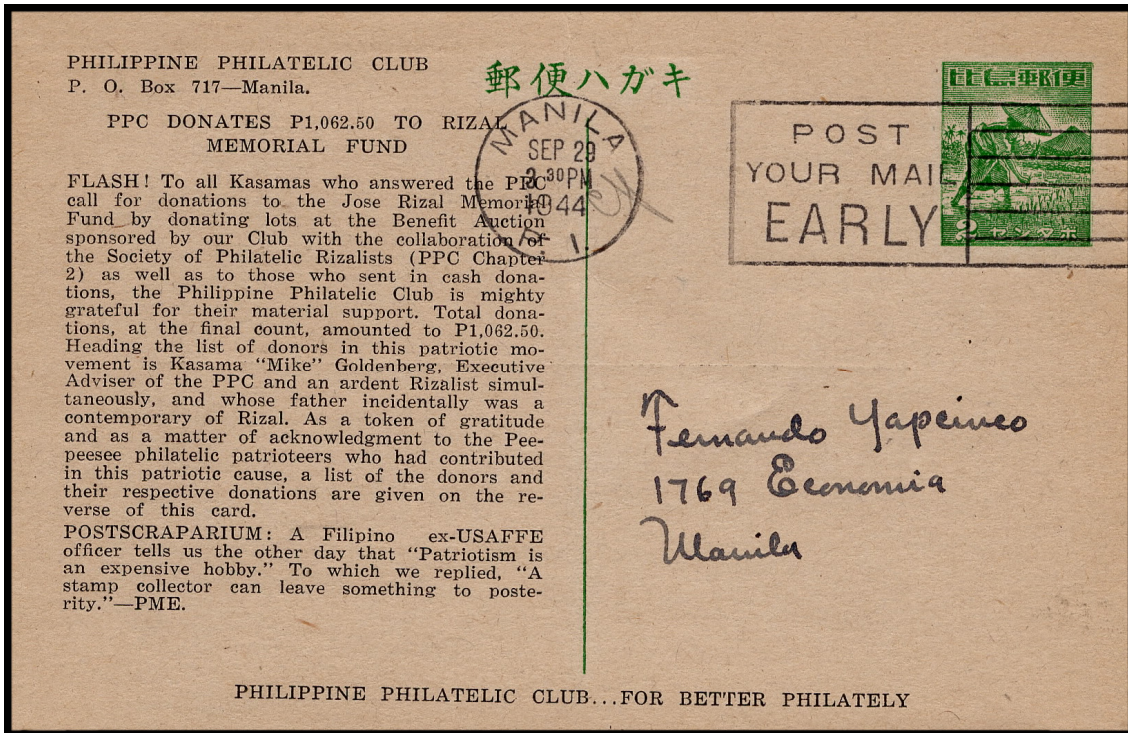 PHILIPPINE PHILATELIC CLUB
P. O. Box 717—Manila.
PPC DONATES P1,062.50 TO RIZAL
MEMORIAL FUND
FLASH! To all Kasamas who answered the PPC
call for donations to the Jose Rizal Memorial
Fund by donating lots at the Benefit Auction
sponsored by our Club with the collaboration of
the Society of Philatelic Rizalists (PPC Chapter
2) as well as to those who sent in cash dona-
tions, the Philippine Philatelic Club is mighty
grateful for their material support. Total dona-
tions, at the final count, amounted to P1,062.50.
Heading the list of donors in this patriotic mo-
vement is Kasama "Mike" Goldenberg, Executive
Adviser of the PPC and an ardent Rizalist simul-
taneously, and whose father incidentally was a
contemporary of Rizal. As a token of gratitude
and as a matter of acknowledgment to the Pee-
peesee philatelic patrioteers who had contributed
in this patriotic cause, a list of the donors and
their respective donations are given on the re-
verse of this card.
POSTSCRAPARIUM: A Filipino ex-USAFFE
officer tells us the other day that "Patriotism is
an expensive hobby." To which we replied, "A
stamp collector can leave something to poste-
rity."—PME.
郵便ハガキ
MANILA
SEP 29
3 30 PM
1944
P. I.
POST
YOUR MAIL
EARLY
比島郵便
2 センタボ
Fernando Yapcinco
1769 Economia
Manila
PHILIPPINE PHILATELIC CLUB...FOR BETTER PHILATELY